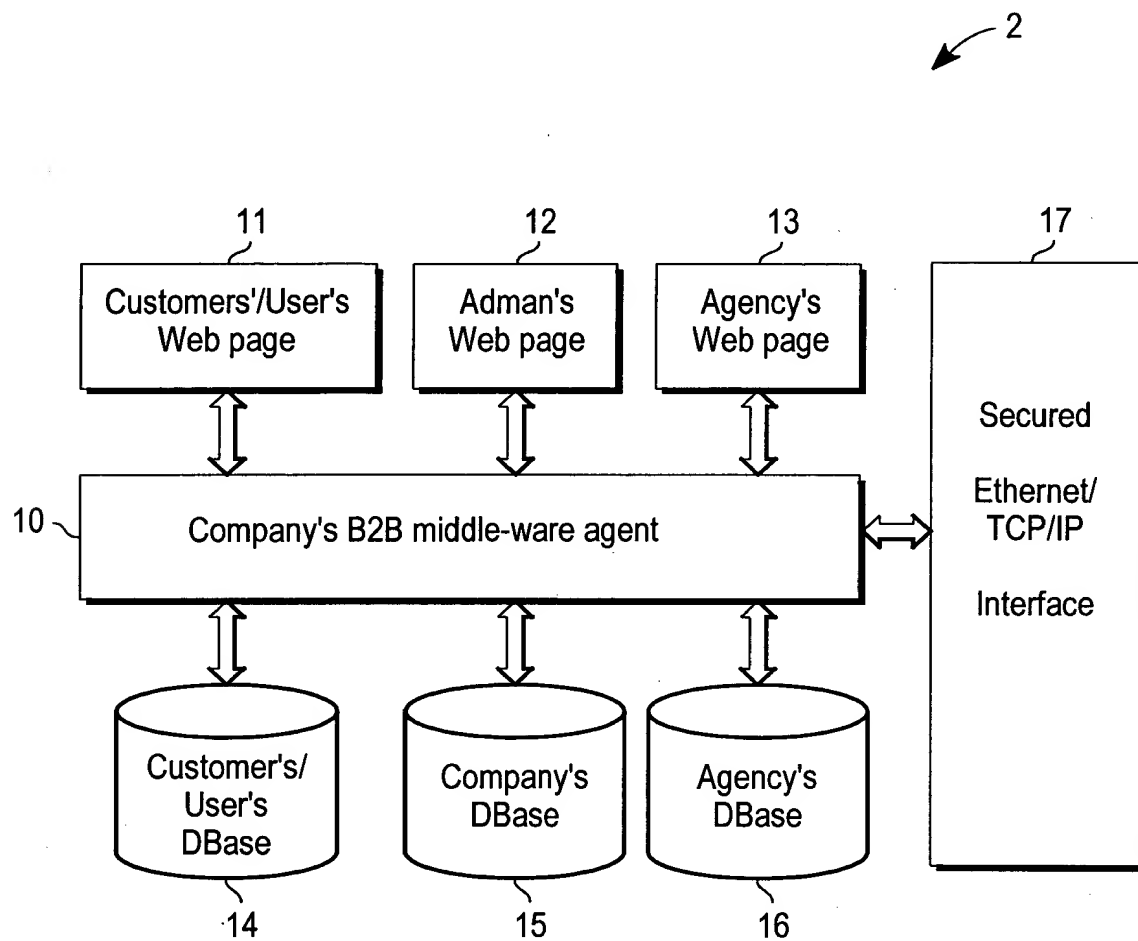 2
11
12
13
17
Customers'/User's
Web page
Adman's
Web page
Agency's
Web page
Secured
Ethernet/
TCP/IP
Interface
10
Company's B2B middle-ware agent
Customer's/
User's
DBase
Company's
DBase
Agency's
DBase
14
15
16